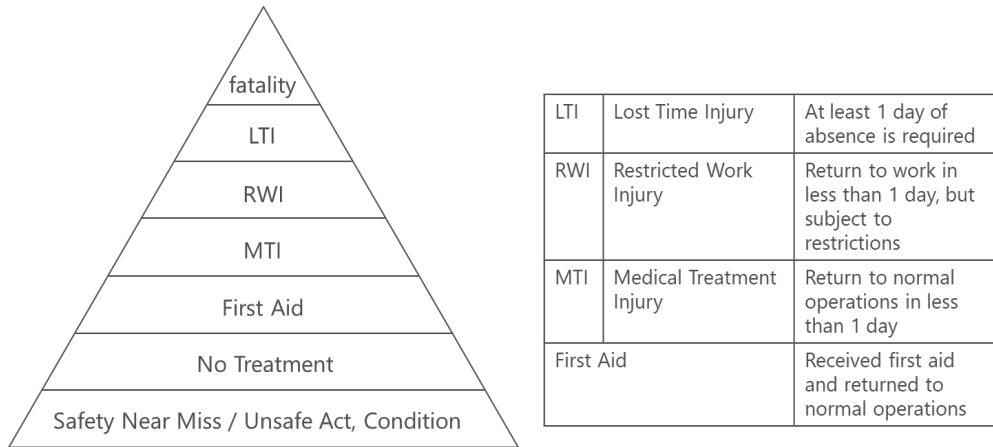 fatality
LTI
RWI
MTI
First Aid
No Treatment
Safety Near Miss / Unsafe Act, Condition
LTI
Lost Time Injury
At least 1 day of
absence is required
RWI
Restricted Work
Injury
Return to work in
less than 1 day, but
subject to
restrictions
MTI
Medical Treatment
Injury
Return to normal
operations in less
than 1 day
First Aid
Received first aid
and returned to
normal operations